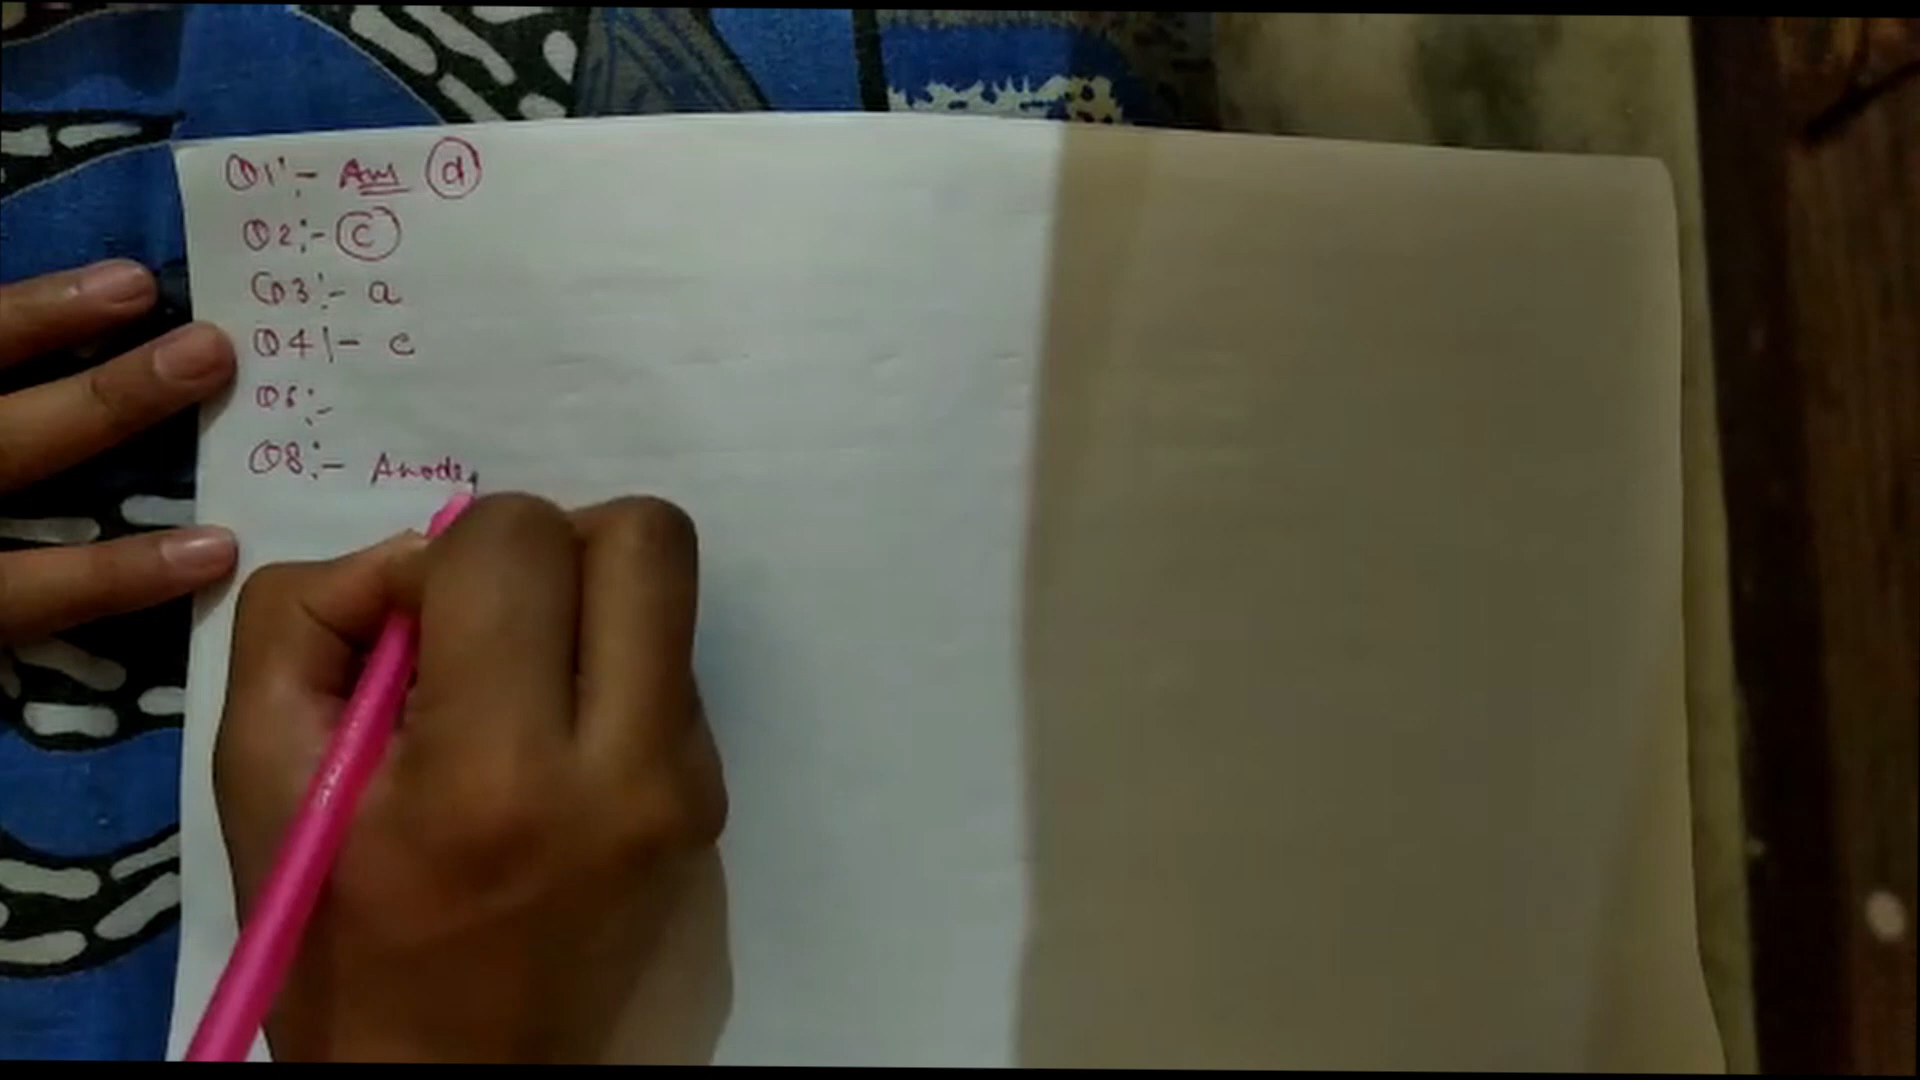 Q1:- Ans (d)
Q2:- (c)
Q3:- a
Q4:- c
Q6:-
Q8:- Anode,